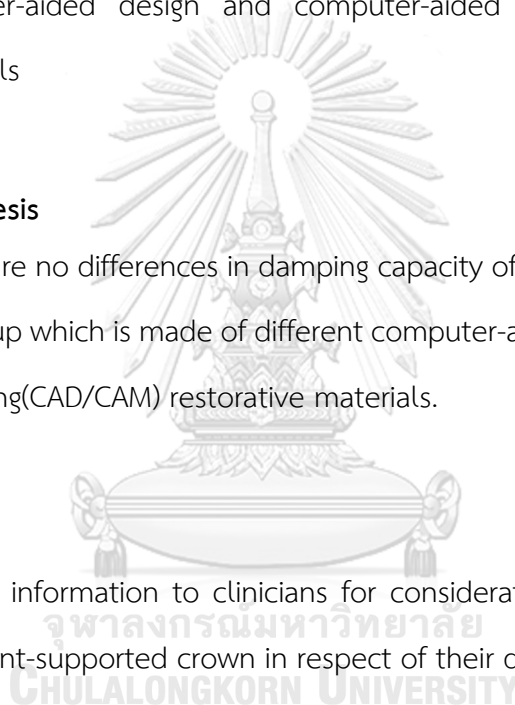 er-aided design and computer-aided
ls
esis
re no differences in damping capacity of
up which is made of different computer-a
ng(CAD/CAM) restorative materials.
information to clinicians for considerat
จุฬาลงกรณ์มหาวิทยาลัย
nt-supported crown in respect of their d
CHULALONGKORN UNIVERSITY